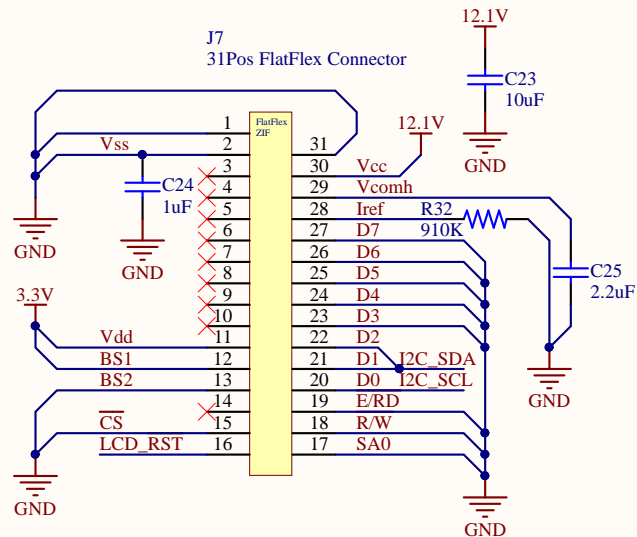 12.1V
J7
31Pos FlatFlex Connector
C23
10uF
GND
FlatFlex
ZIF
12.1V
1
31
Vss
2
30
Vcc
3
29
Vcomh
C24
1uF
4
28
Iref
R32
910K
5
27
D7
GND
6
26
D6
GND
7
25
D5
C25
2.2uF
8
24
D4
3.3V
9
23
D3
10
22
D2
Vdd
11
21
D1
I2C_SDA
BS1
12
20
D0
I2C_SCL
GND
BS2
13
19
E/RD
14
18
R/W
CS
15
17
SA0
LCD_RST
16
GND
GND